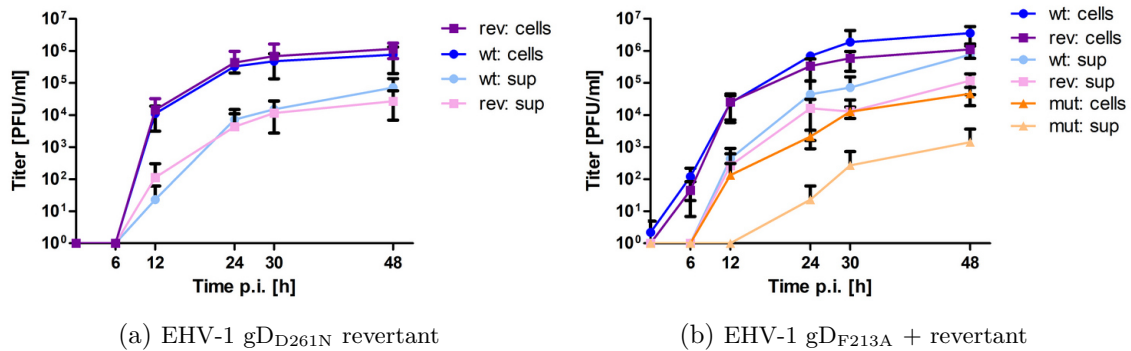 Titer [PFU/ml]
10⁷
10⁶
10⁵
10⁴
10³
10²
10¹
10⁰
6 12 24 30 48
Time p.i. [h]
rev: cells
wt: cells
wt: sup
rev: sup
(a) EHV-1 gD_D261N revertant
Titer [PFU/ml]
10⁷
10⁶
10⁵
10⁴
10³
10²
10¹
10⁰
6 12 24 30 48
Time p.i. [h]
wt: cells
rev: cells
wt: sup
rev: sup
mut: cells
mut: sup
(b) EHV-1 gD_F213A + revertant